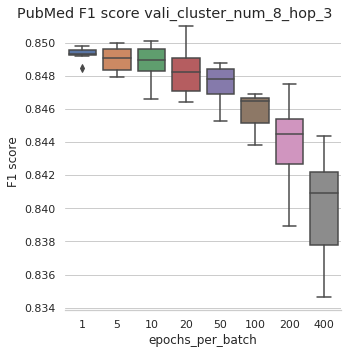 PubMed F1 score vali_cluster_num_8_hop_3
0.850
0.848
0.846
0.844
0.842
0.840
0.838
0.836
0.834
F1 score
1 5 10 20 50 100 200 400
epochs_per_batch